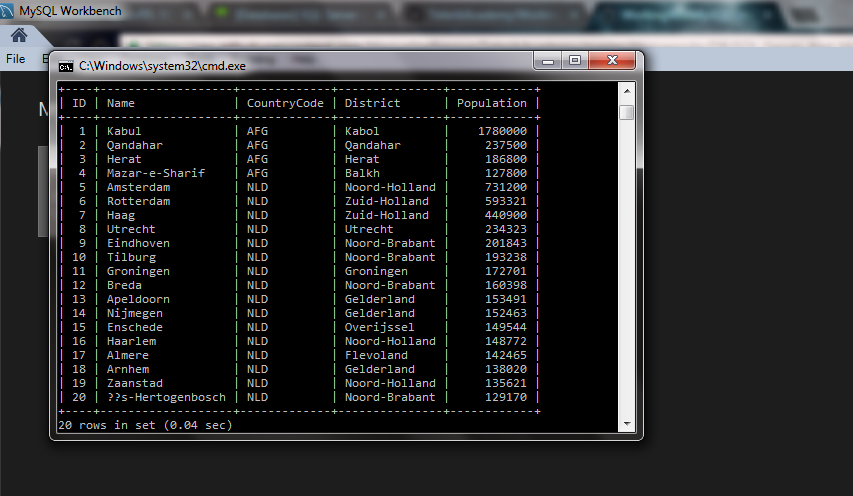 MySQL Workbench
File
C:\Windows\system32\cmd.exe
+----+------------------+-------------+---------------+------------+
| ID | Name             | CountryCode | District      | Population |
+----+------------------+-------------+---------------+------------+
|  1 | Kabul            | AFG         | Kabol         |    1780000 |
|  2 | Qandahar         | AFG         | Qandahar      |     237500 |
|  3 | Herat            | AFG         | Herat         |     186800 |
|  4 | Mazar-e-Sharif   | AFG         | Balkh         |     127800 |
|  5 | Amsterdam        | NLD         | Noord-Holland |     731200 |
|  6 | Rotterdam        | NLD         | Zuid-Holland  |     593321 |
|  7 | Haag             | NLD         | Zuid-Holland  |     440900 |
|  8 | Utrecht          | NLD         | Utrecht       |     234323 |
|  9 | Eindhoven        | NLD         | Noord-Brabant |     201843 |
| 10 | Tilburg          | NLD         | Noord-Brabant |     193238 |
| 11 | Groningen        | NLD         | Groningen     |     172701 |
| 12 | Breda            | NLD         | Noord-Brabant |     160398 |
| 13 | Apeldoorn        | NLD         | Gelderland    |     153491 |
| 14 | Nijmegen         | NLD         | Gelderland    |     152463 |
| 15 | Enschede         | NLD         | Overijssel    |     149544 |
| 16 | Haarlem          | NLD         | Noord-Holland |     148772 |
| 17 | Almere           | NLD         | Flevoland     |     142465 |
| 18 | Arnhem           | NLD         | Gelderland    |     138020 |
| 19 | Zaanstad         | NLD         | Noord-Holland |     135621 |
| 20 | ??s-Hertogenbosch | NLD         | Noord-Brabant |     129170 |
+----+------------------+-------------+---------------+------------+
20 rows in set (0.04 sec)